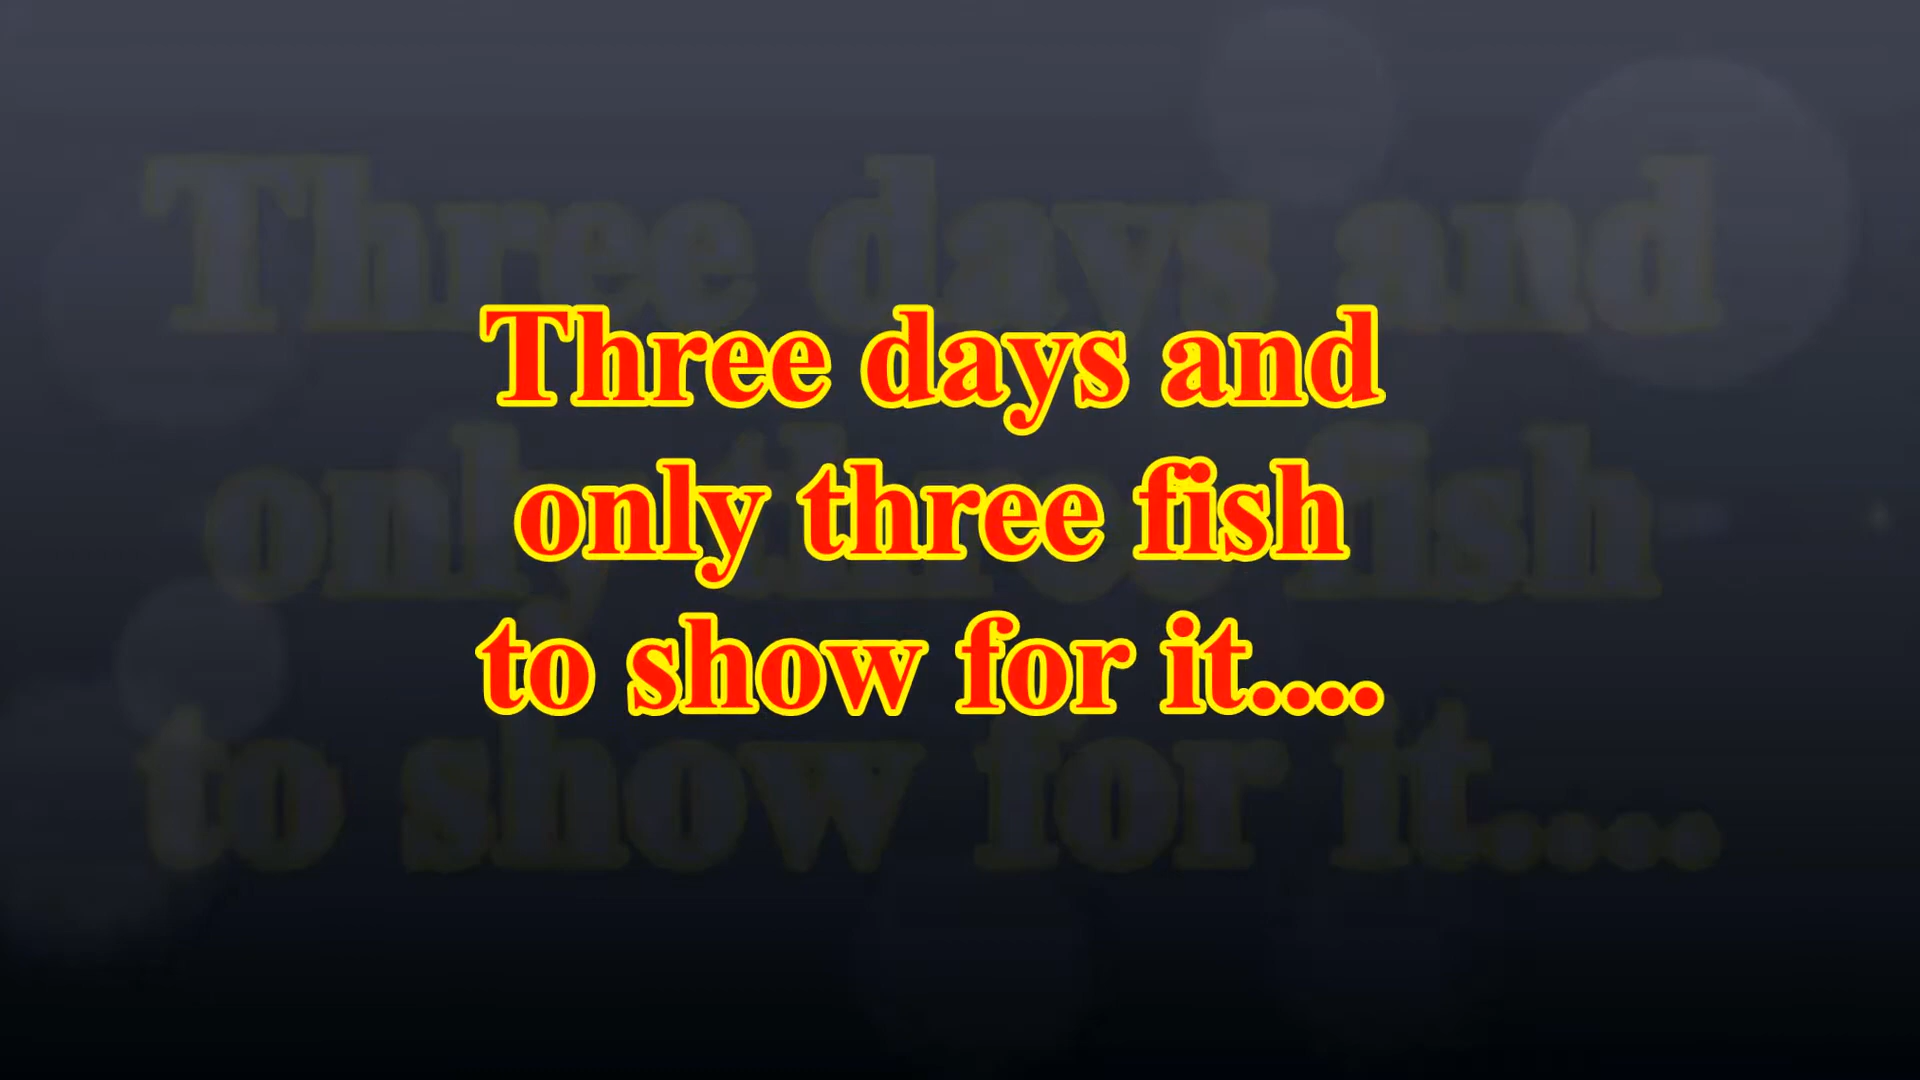 Three days and
only three fish
to show for it....